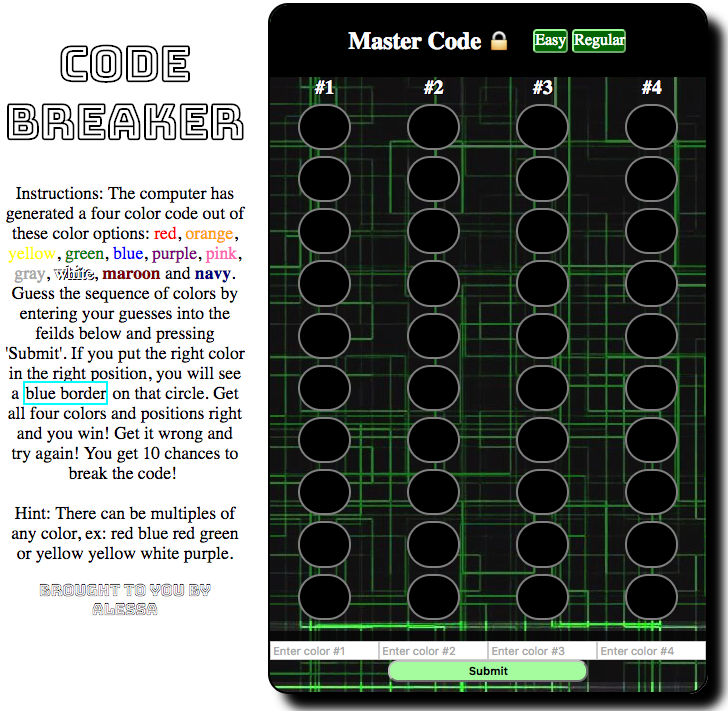 CODE
BREAKER
Instructions: The computer has
generated a four color code out of
these color options: red, orange,
yellow, green, blue, purple, pink,
gray, white, maroon and navy.
Guess the sequence of colors by
entering your guesses into the
feilds below and pressing
'Submit'. If you put the right color
in the right position, you will see
a blue border on that circle. Get
all four colors and positions right
and you win! Get it wrong and
try again! You get 10 chances to
break the code!
Hint: There can be multiples of
any color, ex: red blue red green
or yellow yellow white purple.
BROUGHT TO YOU BY
ALESSA
Master Code Easy Regular
#1 #2 #3 #4
Enter color #1 Enter color #2 Enter color #3 Enter color #4
Submit